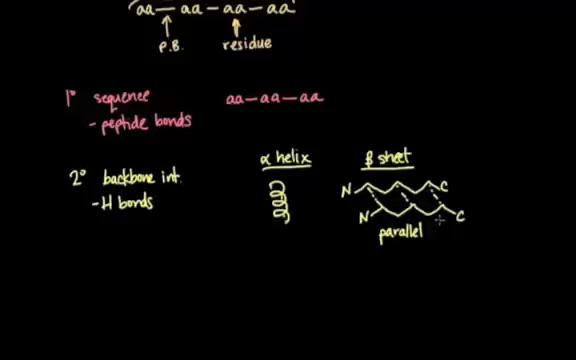 aa — aa — aa — aa
P.B. residue
1° sequence aa — aa — aa
- peptide bonds
α helix β sheet
2° backbone int.
- H bonds
N C
N C
parallel